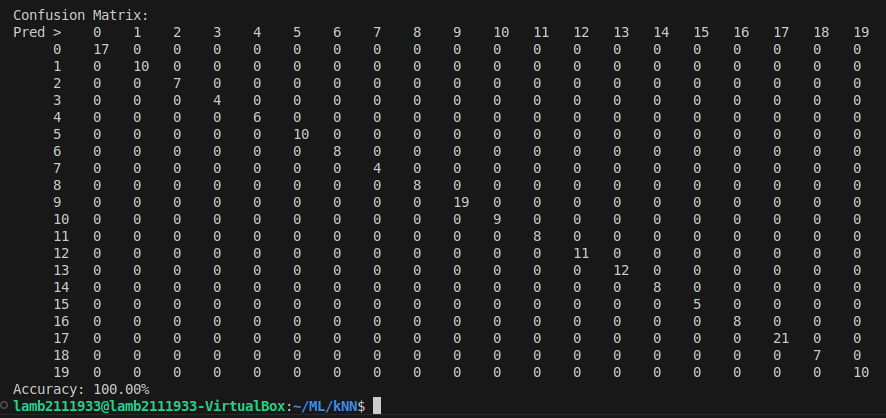 Confusion Matrix:
Pred > 0 1 2 3 4 5 6 7 8 9 10 11 12 13 14 15 16 17 18 19
0 17 0 0 0 0 0 0 0 0 0 0 0 0 0 0 0 0 0 0 0
1 0 10 0 0 0 0 0 0 0 0 0 0 0 0 0 0 0 0 0 0
2 0 0 7 0 0 0 0 0 0 0 0 0 0 0 0 0 0 0 0 0
3 0 0 0 4 0 0 0 0 0 0 0 0 0 0 0 0 0 0 0 0
4 0 0 0 0 6 0 0 0 0 0 0 0 0 0 0 0 0 0 0 0
5 0 0 0 0 0 10 0 0 0 0 0 0 0 0 0 0 0 0 0 0
6 0 0 0 0 0 0 8 0 0 0 0 0 0 0 0 0 0 0 0 0
7 0 0 0 0 0 0 0 4 0 0 0 0 0 0 0 0 0 0 0 0
8 0 0 0 0 0 0 0 0 8 0 0 0 0 0 0 0 0 0 0 0
9 0 0 0 0 0 0 0 0 0 19 0 0 0 0 0 0 0 0 0 0
10 0 0 0 0 0 0 0 0 0 0 9 0 0 0 0 0 0 0 0 0
11 0 0 0 0 0 0 0 0 0 0 0 8 0 0 0 0 0 0 0 0
12 0 0 0 0 0 0 0 0 0 0 0 0 11 0 0 0 0 0 0 0
13 0 0 0 0 0 0 0 0 0 0 0 0 0 12 0 0 0 0 0 0
14 0 0 0 0 0 0 0 0 0 0 0 0 0 0 8 0 0 0 0 0
15 0 0 0 0 0 0 0 0 0 0 0 0 0 0 0 5 0 0 0 0
16 0 0 0 0 0 0 0 0 0 0 0 0 0 0 0 0 8 0 0 0
17 0 0 0 0 0 0 0 0 0 0 0 0 0 0 0 0 0 21 0 0
18 0 0 0 0 0 0 0 0 0 0 0 0 0 0 0 0 0 0 7 0
19 0 0 0 0 0 0 0 0 0 0 0 0 0 0 0 0 0 0 0 10
Accuracy: 100.00%
lamb2111933@lamb2111933-VirtualBox:~/ML/kNN$